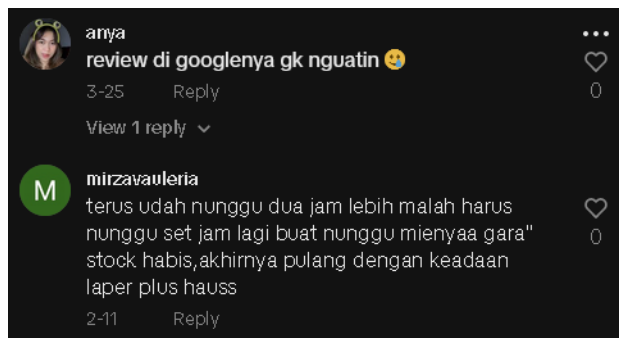 anya
review di googlenya gk nguatin 🥲
3-25 Reply
0
View 1 reply
M
mirzavauleria
terus udah nunggu dua jam lebih malah harus
nunggu set jam lagi buat nunggu mienyaa gara"
stock habis,akhirnya pulang dengan keadaan
laper plus hauss
0
2-11 Reply